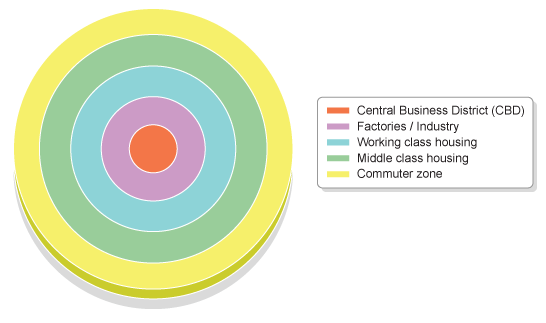 Central Business District (CBD)
Factories / Industry
Working class housing
Middle class housing
Commuter zone